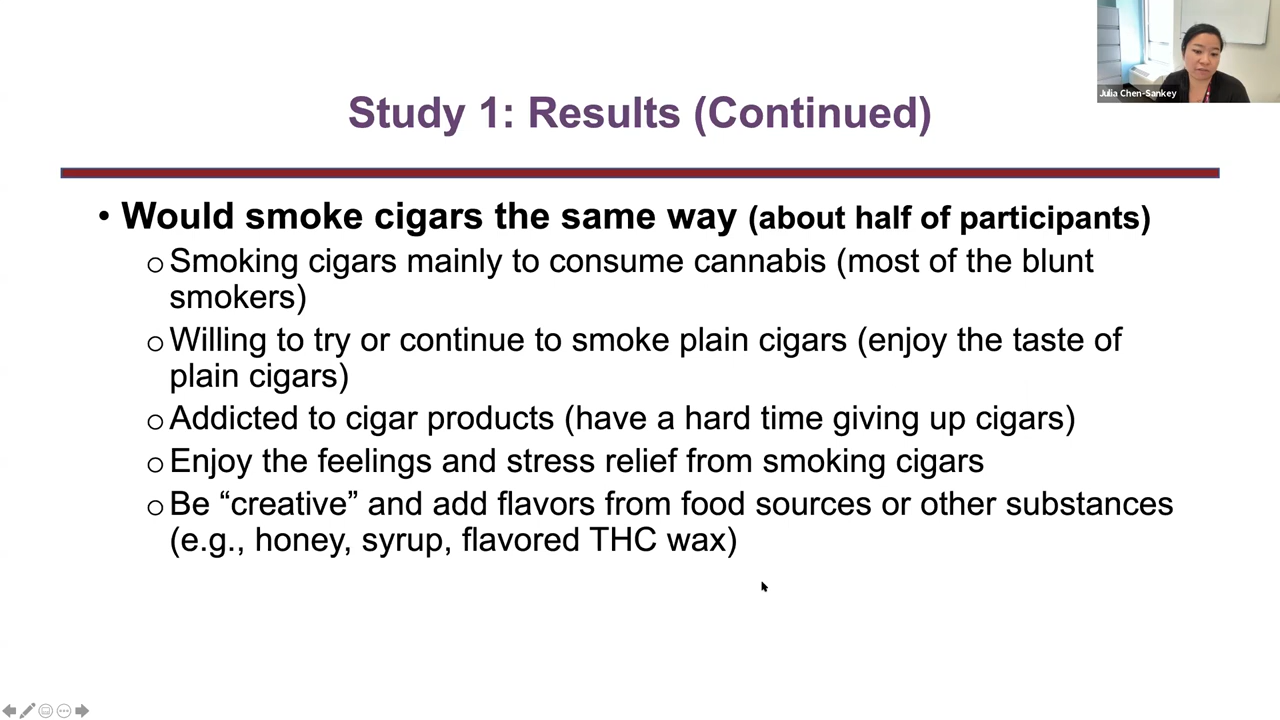 Julia Chen-Sankey
Study 1: Results (Continued)
• Would smoke cigars the same way (about half of participants)
o Smoking cigars mainly to consume cannabis (most of the blunt
smokers)
o Willing to try or continue to smoke plain cigars (enjoy the taste of
plain cigars)
o Addicted to cigar products (have a hard time giving up cigars)
o Enjoy the feelings and stress relief from smoking cigars
o Be “creative” and add flavors from food sources or other substances
(e.g., honey, syrup, flavored THC wax)